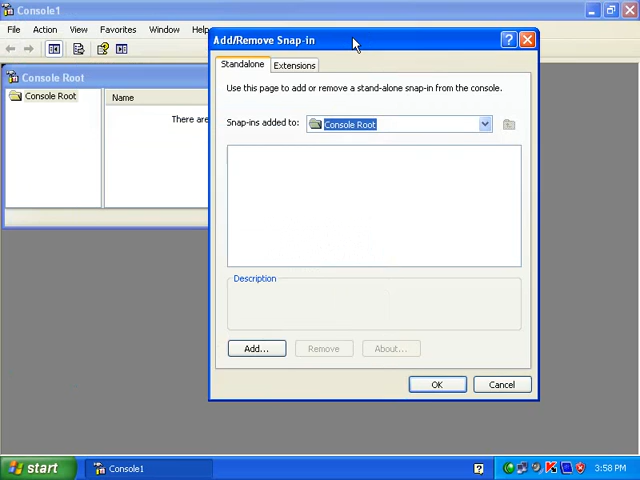 Console1
File Action View Favorites Window Help
Console Root
Console Root
Name
There are
Add/Remove Snap-in
Standalone Extensions
Use this page to add or remove a stand-alone snap-in from the console.
Snap-ins added to: Console Root
Description
Add... Remove About...
OK Cancel
start Console1 3:58 PM